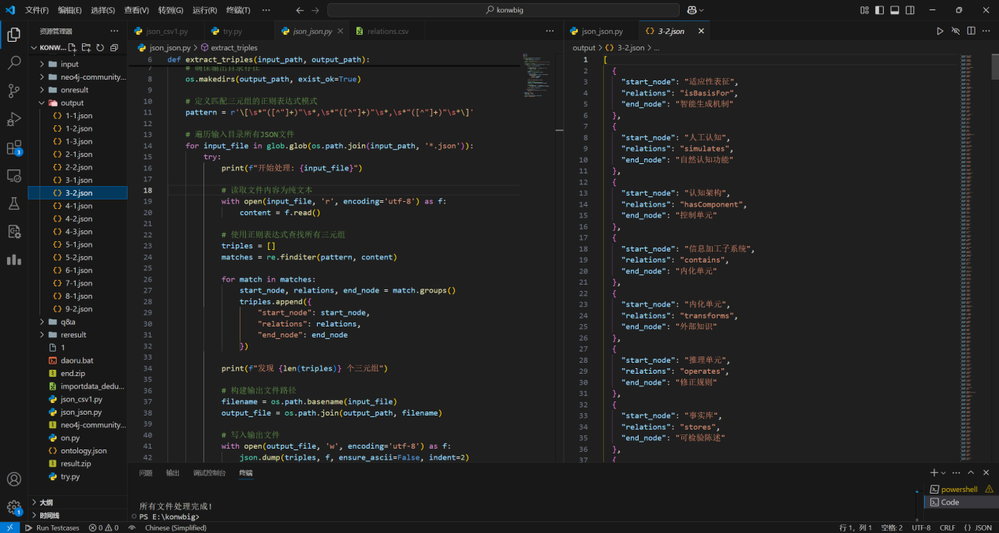 文件(F) 编辑(E) 选择(S) 查看(V) 转到(G) 运行(R) 终端(T) ··· konwbig
资源管理器 ···
KONW...
input
neo4j-community...
onresult
output
1-1.json
1-2.json
1-3.json
2-1.json
2-2.json
3-1.json
3-2.json
4-1.json
4-2.json
4-3.json
5-1.json
5-2.json
6-1.json
7-1.json
8-1.json
9-2.json
q&a
reresult
1
daoru.bat
end.zip
importdata_dedu...
json_csv1.py
json_json.py
neo4j-community...
on.py
ontology.json
result.zip
try.py
大纲
时间线
json_csv1.py try.py json_json.py relations.csv ···
json_json.py > extract_triples
6 def extract_triples(input_path, output_path):
7 # 确保输出目录存在
8 os.makedirs(output_path, exist_ok=True)
9
10 # 定义匹配三元组的正则表达式模式
11 pattern = r'\[\s*"([^"]+)"\s*,\s*"([^"]+)"\s*,\s*"([^"]+)"\s*\]'
12
13 # 遍历输入目录所有JSON文件
14 for input_file in glob.glob(os.path.join(input_path, '*.json')):
15 try:
16 print(f"开始处理: {input_file}")
17
18 # 读取文件内容为纯文本
19 with open(input_file, 'r', encoding='utf-8') as f:
20 content = f.read()
21
22 # 使用正则表达式查找所有三元组
23 triples = []
24 matches = re.finditer(pattern, content)
25
26 for match in matches:
27 start_node, relations, end_node = match.groups()
28 triples.append({
29 "start_node": start_node,
30 "relations": relations,
31 "end_node": end_node
32 })
33
34 print(f"发现 {len(triples)} 个三元组")
35
36 # 构建输出文件路径
37 filename = os.path.basename(input_file)
38 output_file = os.path.join(output_path, filename)
39
40 # 写入输出文件
41 with open(output_file, 'w', encoding='utf-8') as f:
42 json.dump(triples, f, ensure_ascii=False, indent=2)
json_json.py {} 3-2.json
output > {} 3-2.json > ...
1 [
2 {
3 "start_node": "适应性表征",
4 "relations": "isBasisFor",
5 "end_node": "智能生成机制"
6 },
7 {
8 "start_node": "人工认知",
9 "relations": "simulates",
10 "end_node": "自然认知功能"
11 },
12 {
13 "start_node": "认知架构",
14 "relations": "hasComponent",
15 "end_node": "控制单元"
16 },
17 {
18 "start_node": "信息加工子系统",
19 "relations": "contains",
20 "end_node": "内化单元"
21 },
22 {
23 "start_node": "内化单元",
24 "relations": "transforms",
25 "end_node": "外部知识"
26 },
27 {
28 "start_node": "推理单元",
29 "relations": "operates",
30 "end_node": "修正规则"
31 },
32 {
33 "start_node": "事实库",
34 "relations": "stores",
35 "end_node": "可检验陈述"
36 },
37 {
问题 输出 调试控制台 终端
所有文件处理完成!
PS E:\konwbig>
powershell
Code
Run Testcases 0 0 Chinese (Simplified) 行 1, 列 1 空格: 2 UTF-8 CRLF {} JSON